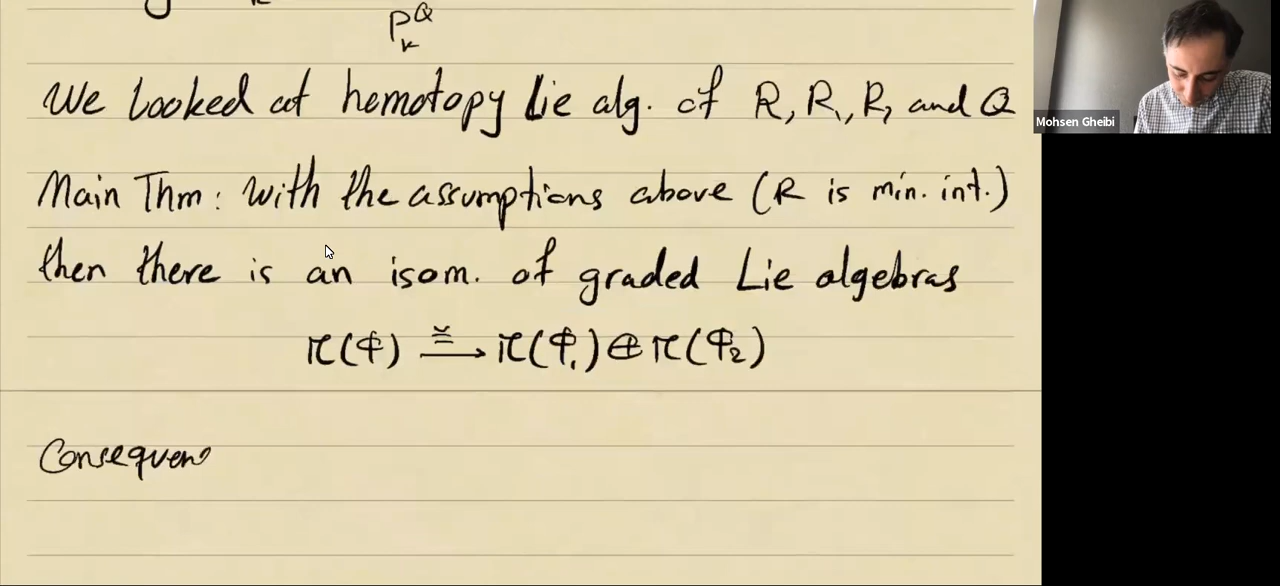 P_k^Q
We looked at homotopy Lie alg. of R, R₁, R₂ and Q
Main Thm: with the assumptions above (R is min. int.)
then there is an isom. of graded Lie algebras
π(φ) ≅→ π(φ₁) ⊕ π(φ₂)
Consequen
Mohsen Gheibi